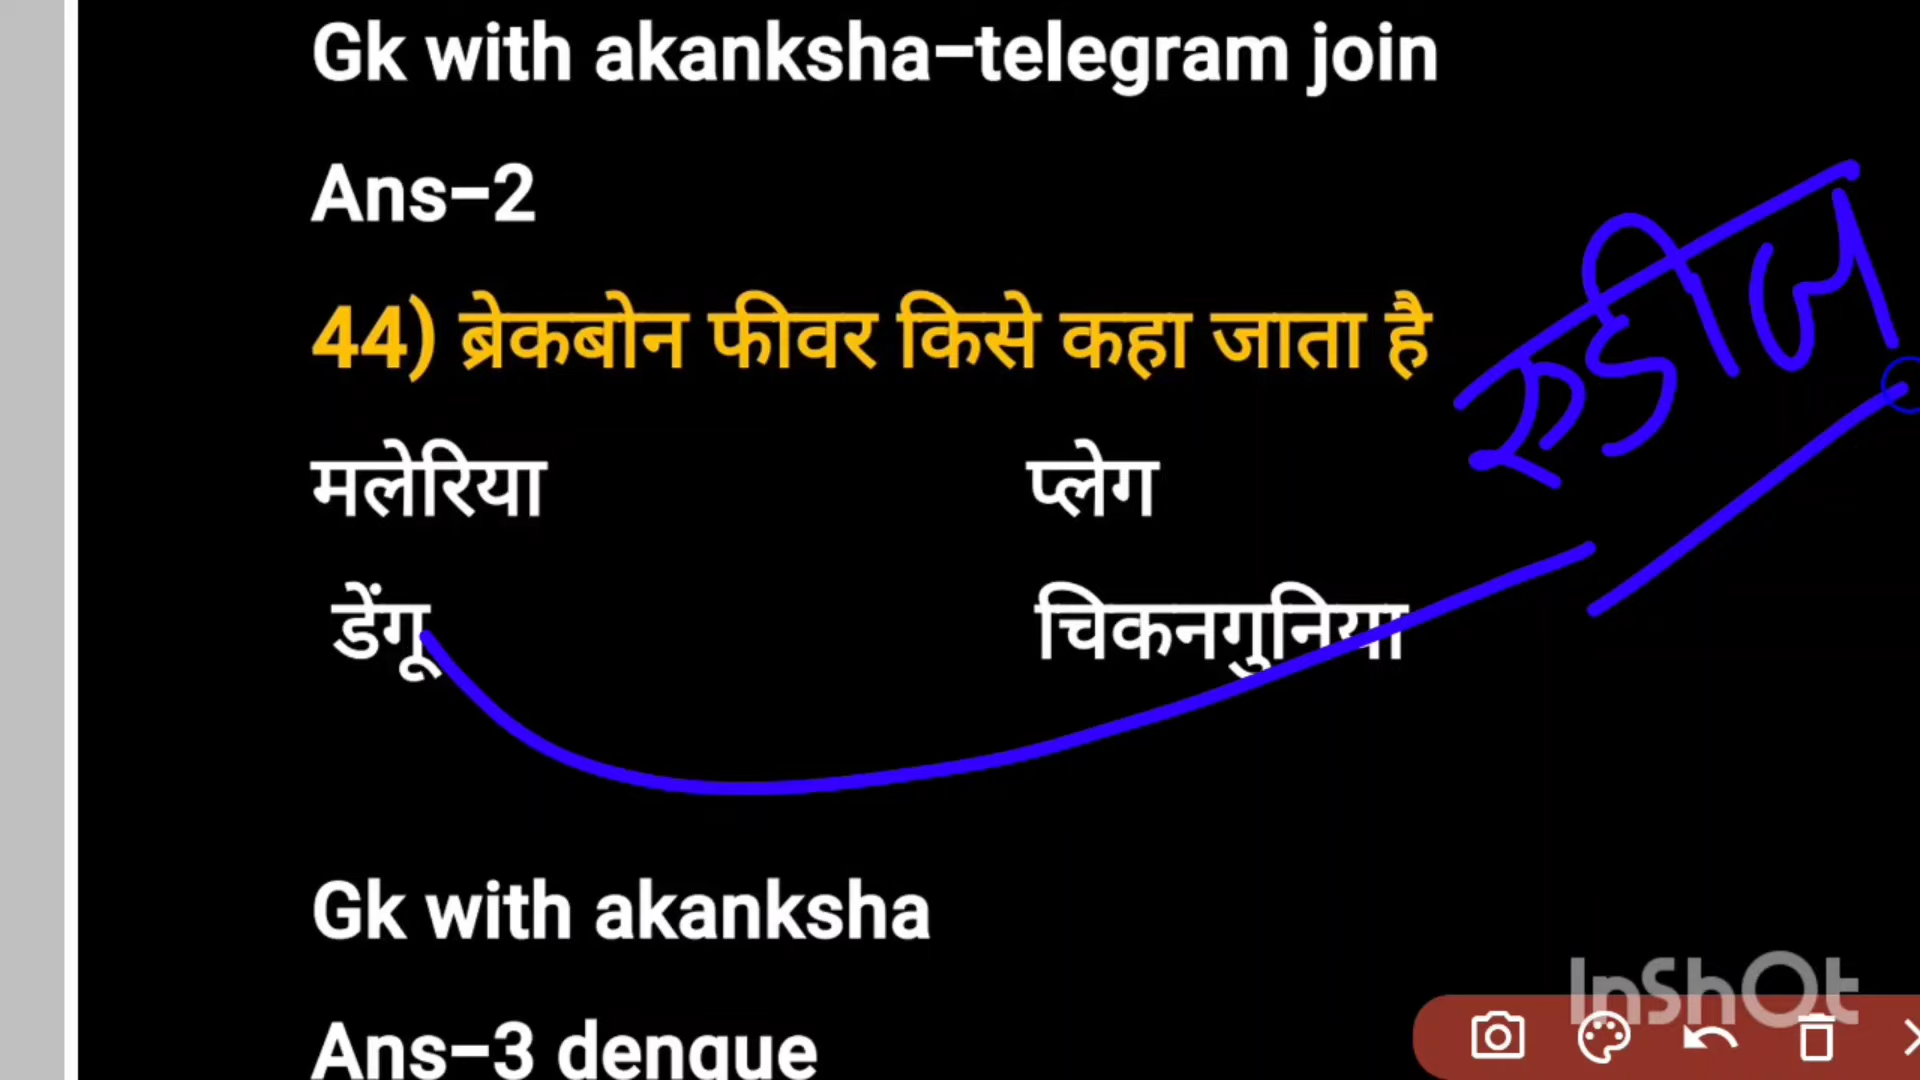 Gk with akanksha–telegram join
Ans–2
44) ब्रेकबोन फीवर किसे कहा जाता है
मलेरिया प्लेग
डेंगू चिकनगुनिया
Gk with akanksha
Ans–3 dengue
InShOt